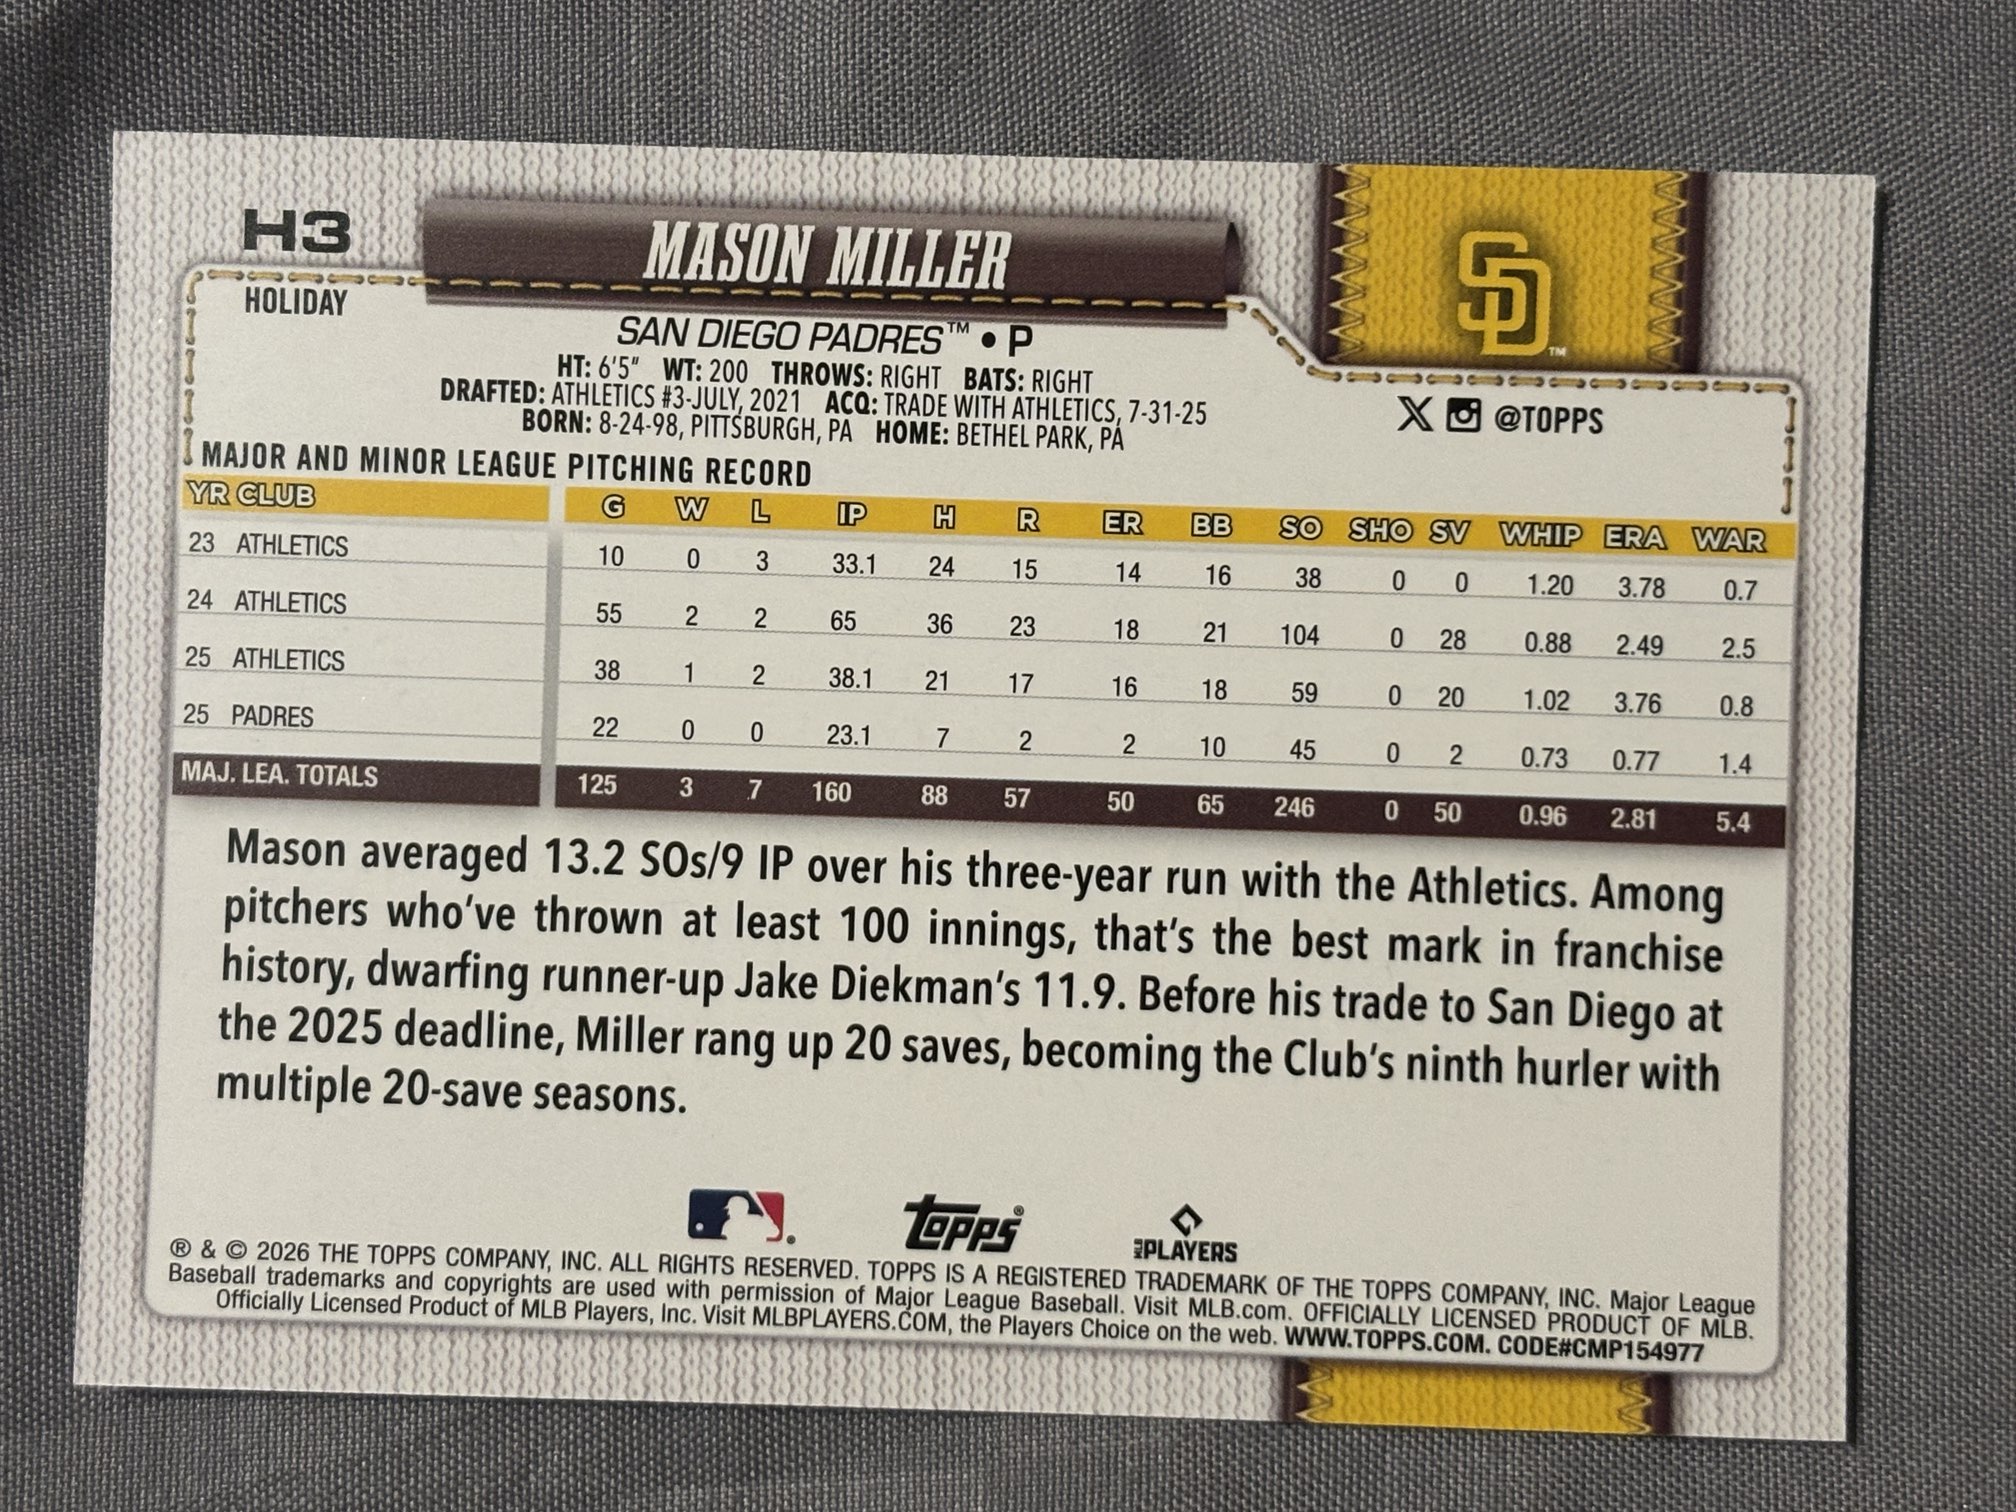 H3
MASON MILLER
SD™
HOLIDAY
SAN DIEGO PADRES™ • P
HT: 6'5" WT: 200 THROWS: RIGHT BATS: RIGHT
DRAFTED: ATHLETICS #3-JULY, 2021 ACQ: TRADE WITH ATHLETICS, 7-31-25
BORN: 8-24-98, PITTSBURGH, PA HOME: BETHEL PARK, PA
X @TOPPS
MAJOR AND MINOR LEAGUE PITCHING RECORD
YR CLUB G W L IP H R ER BB SO SHO SV WHIP ERA WAR
23 ATHLETICS 10 0 3 33.1 24 15 14 16 38 0 0 1.20 3.78 0.7
24 ATHLETICS 55 2 2 65 36 23 18 21 104 0 28 0.88 2.49 2.5
25 ATHLETICS 38 1 2 38.1 21 17 16 18 59 0 20 1.02 3.76 0.8
25 PADRES 22 0 0 23.1 7 2 2 10 45 0 2 0.73 0.77 1.4
MAJ. LEA. TOTALS 125 3 7 160 88 57 50 65 246 0 50 0.96 2.81 5.4
Mason averaged 13.2 SOs/9 IP over his three-year run with the Athletics. Among
pitchers who've thrown at least 100 innings, that's the best mark in franchise
history, dwarfing runner-up Jake Diekman's 11.9. Before his trade to San Diego at
the 2025 deadline, Miller rang up 20 saves, becoming the Club's ninth hurler with
multiple 20-save seasons.
topps® MLB PLAYERS
® & © 2026 THE TOPPS COMPANY, INC. ALL RIGHTS RESERVED. TOPPS IS A REGISTERED TRADEMARK OF THE TOPPS COMPANY, INC. Major League
Baseball trademarks and copyrights are used with permission of Major League Baseball. Visit MLB.com. OFFICIALLY LICENSED PRODUCT OF MLB.
Officially Licensed Product of MLB Players, Inc. Visit MLBPLAYERS.COM, the Players Choice on the web. WWW.TOPPS.COM. CODE#CMP154977